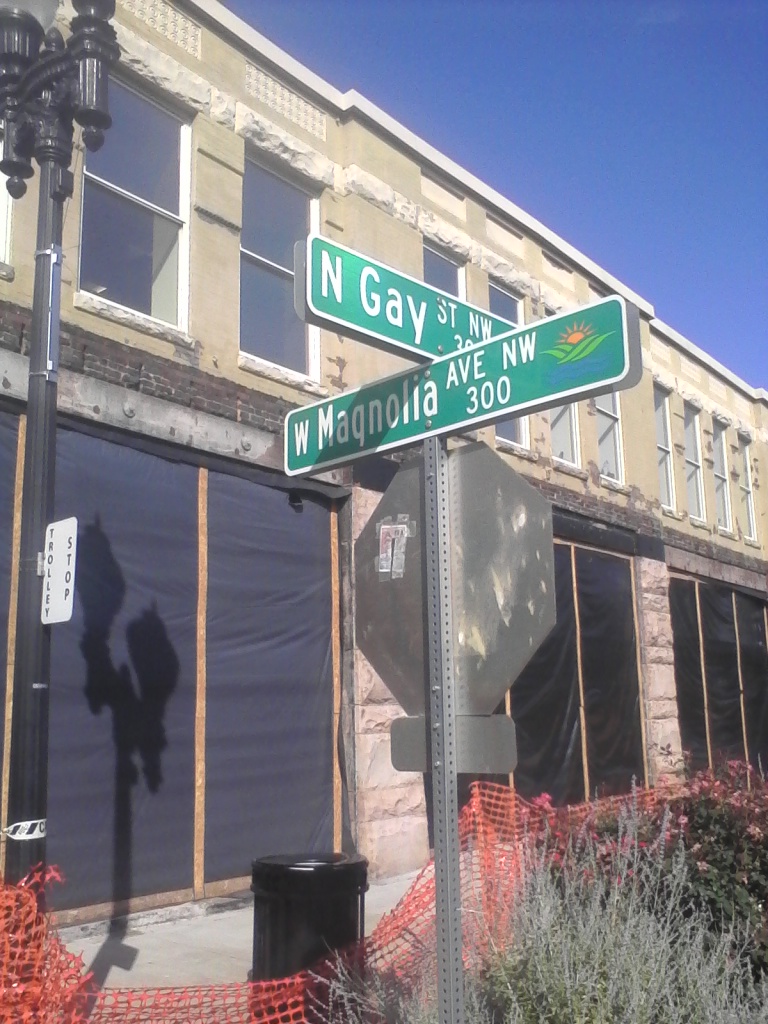 N Gay ST NW
W Magnolia AVE NW
300
TROLLEY
STOP